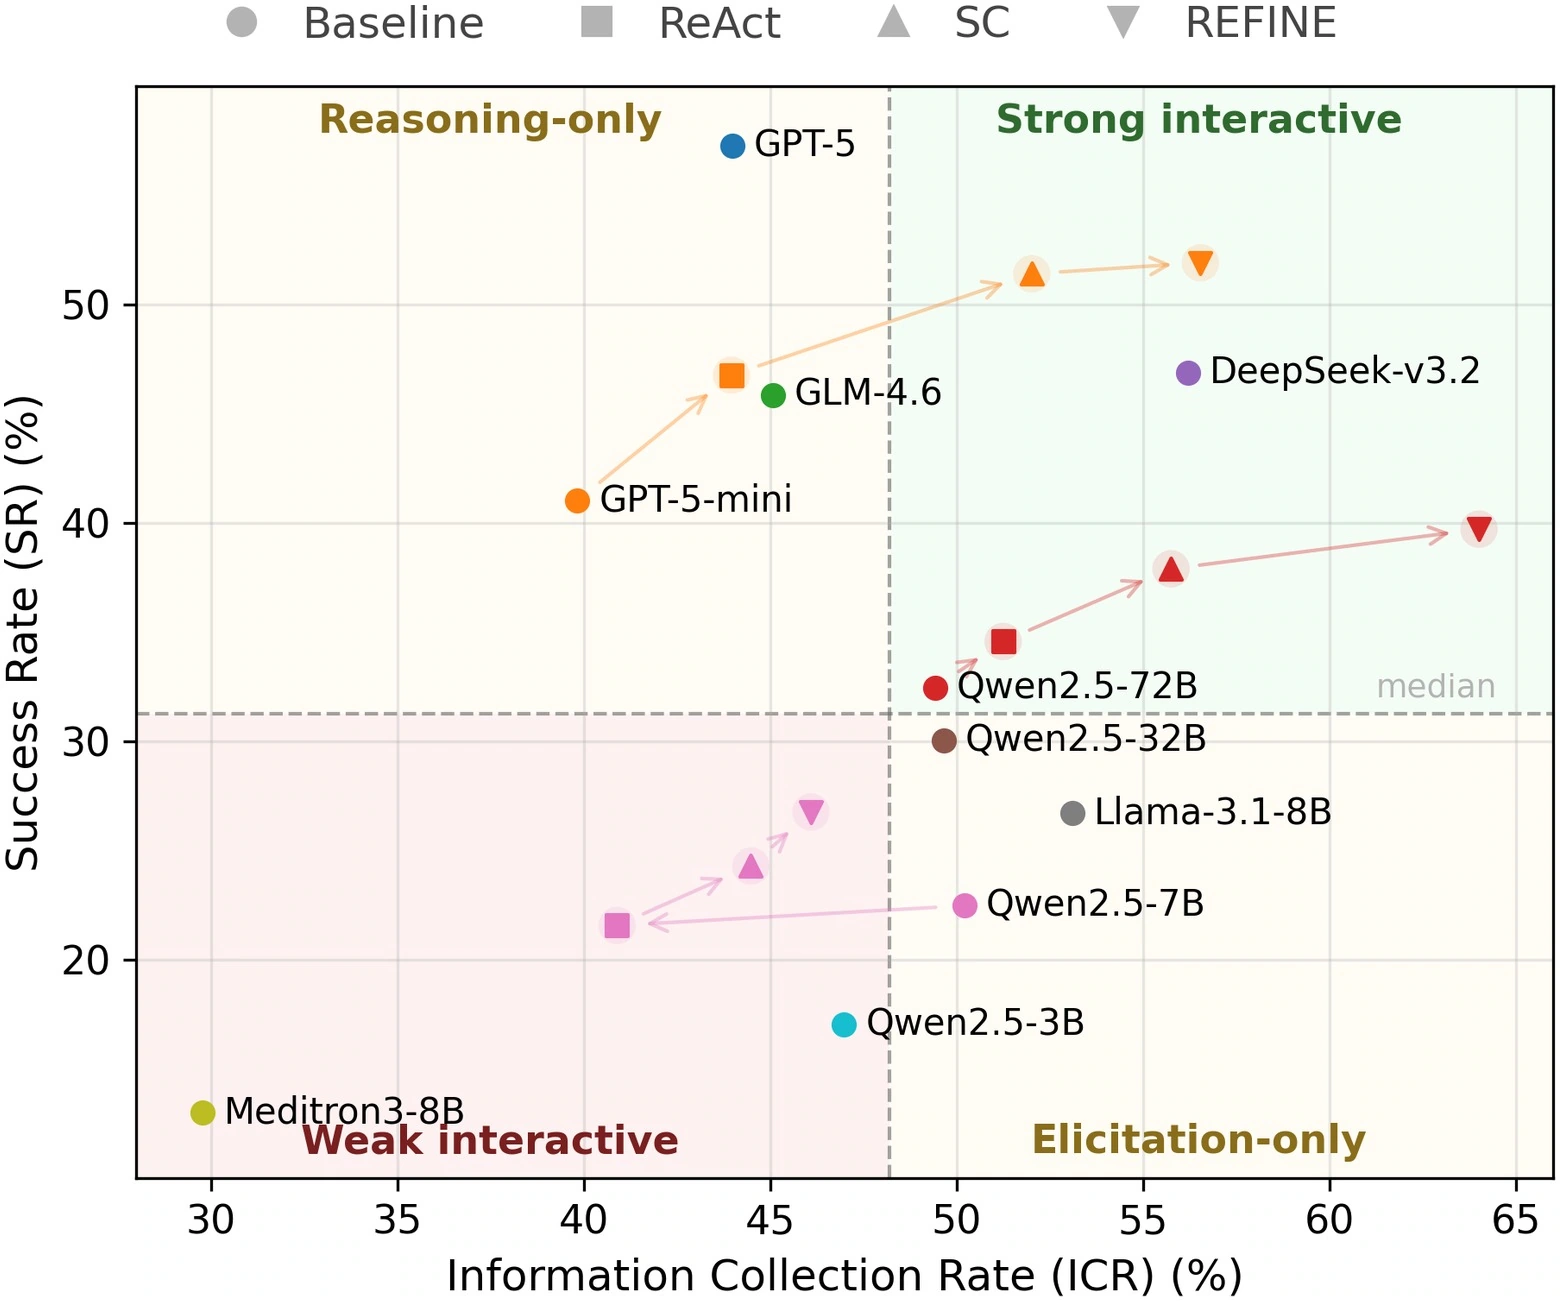 Baseline ReAct SC REFINE
Reasoning-only Strong interactive
GPT-5
DeepSeek-v3.2
GLM-4.6
GPT-5-mini
Qwen2.5-72B
median
Qwen2.5-32B
Llama-3.1-8B
Qwen2.5-7B
Qwen2.5-3B
Meditron3-8B
Weak interactive Elicitation-only
50
40
30
20
Success Rate (SR) (%)
30 35 40 45 50 55 60 65
Information Collection Rate (ICR) (%)